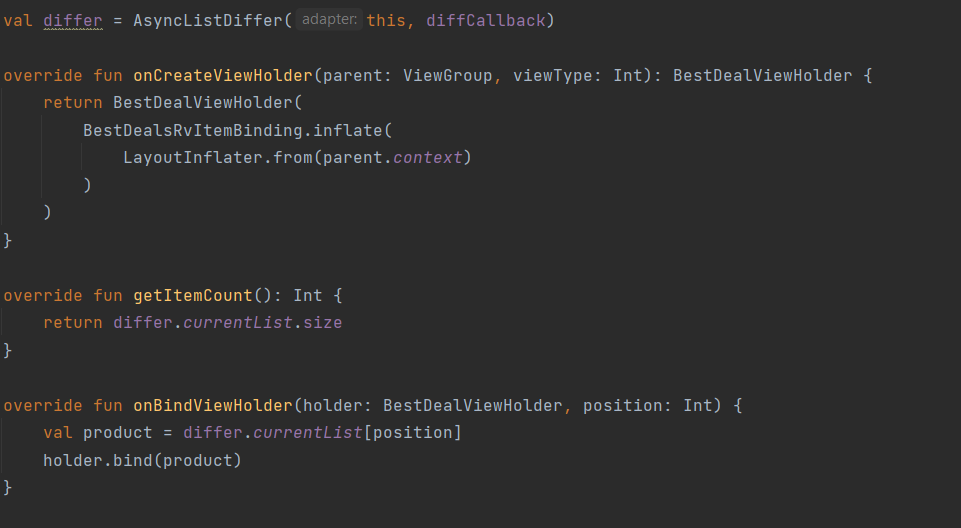 val differ = AsyncListDiffer( adapter: this, diffCallback)
override fun onCreateViewHolder(parent: ViewGroup, viewType: Int): BestDealViewHolder {
return BestDealViewHolder(
BestDealsRvItemBinding.inflate(
LayoutInflater.from(parent.context)
)
)
}
override fun getItemCount(): Int {
return differ.currentList.size
}
override fun onBindViewHolder(holder: BestDealViewHolder, position: Int) {
val product = differ.currentList[position]
holder.bind(product)
}